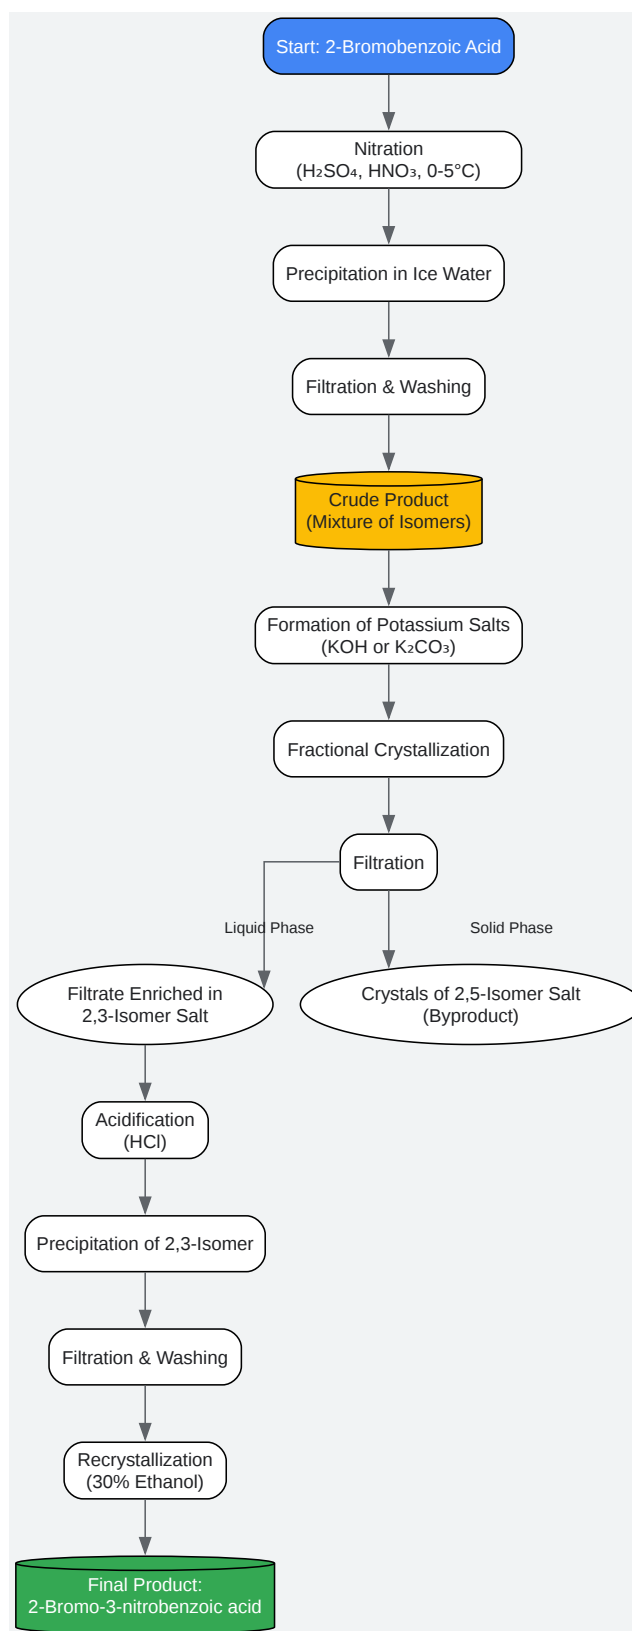 Start: 2-Bromobenzoic Acid
Nitration
(H₂SO₄, HNO₃, 0-5°C)
Precipitation in Ice Water
Filtration & Washing
Crude Product
(Mixture of Isomers)
Formation of Potassium Salts
(KOH or K₂CO₃)
Fractional Crystallization
Filtration
Liquid Phase
Solid Phase
Filtrate Enriched in
2,3-Isomer Salt
Crystals of 2,5-Isomer Salt
(Byproduct)
Acidification
(HCl)
Precipitation of 2,3-Isomer
Filtration & Washing
Recrystallization
(30% Ethanol)
Final Product:
2-Bromo-3-nitrobenzoic acid